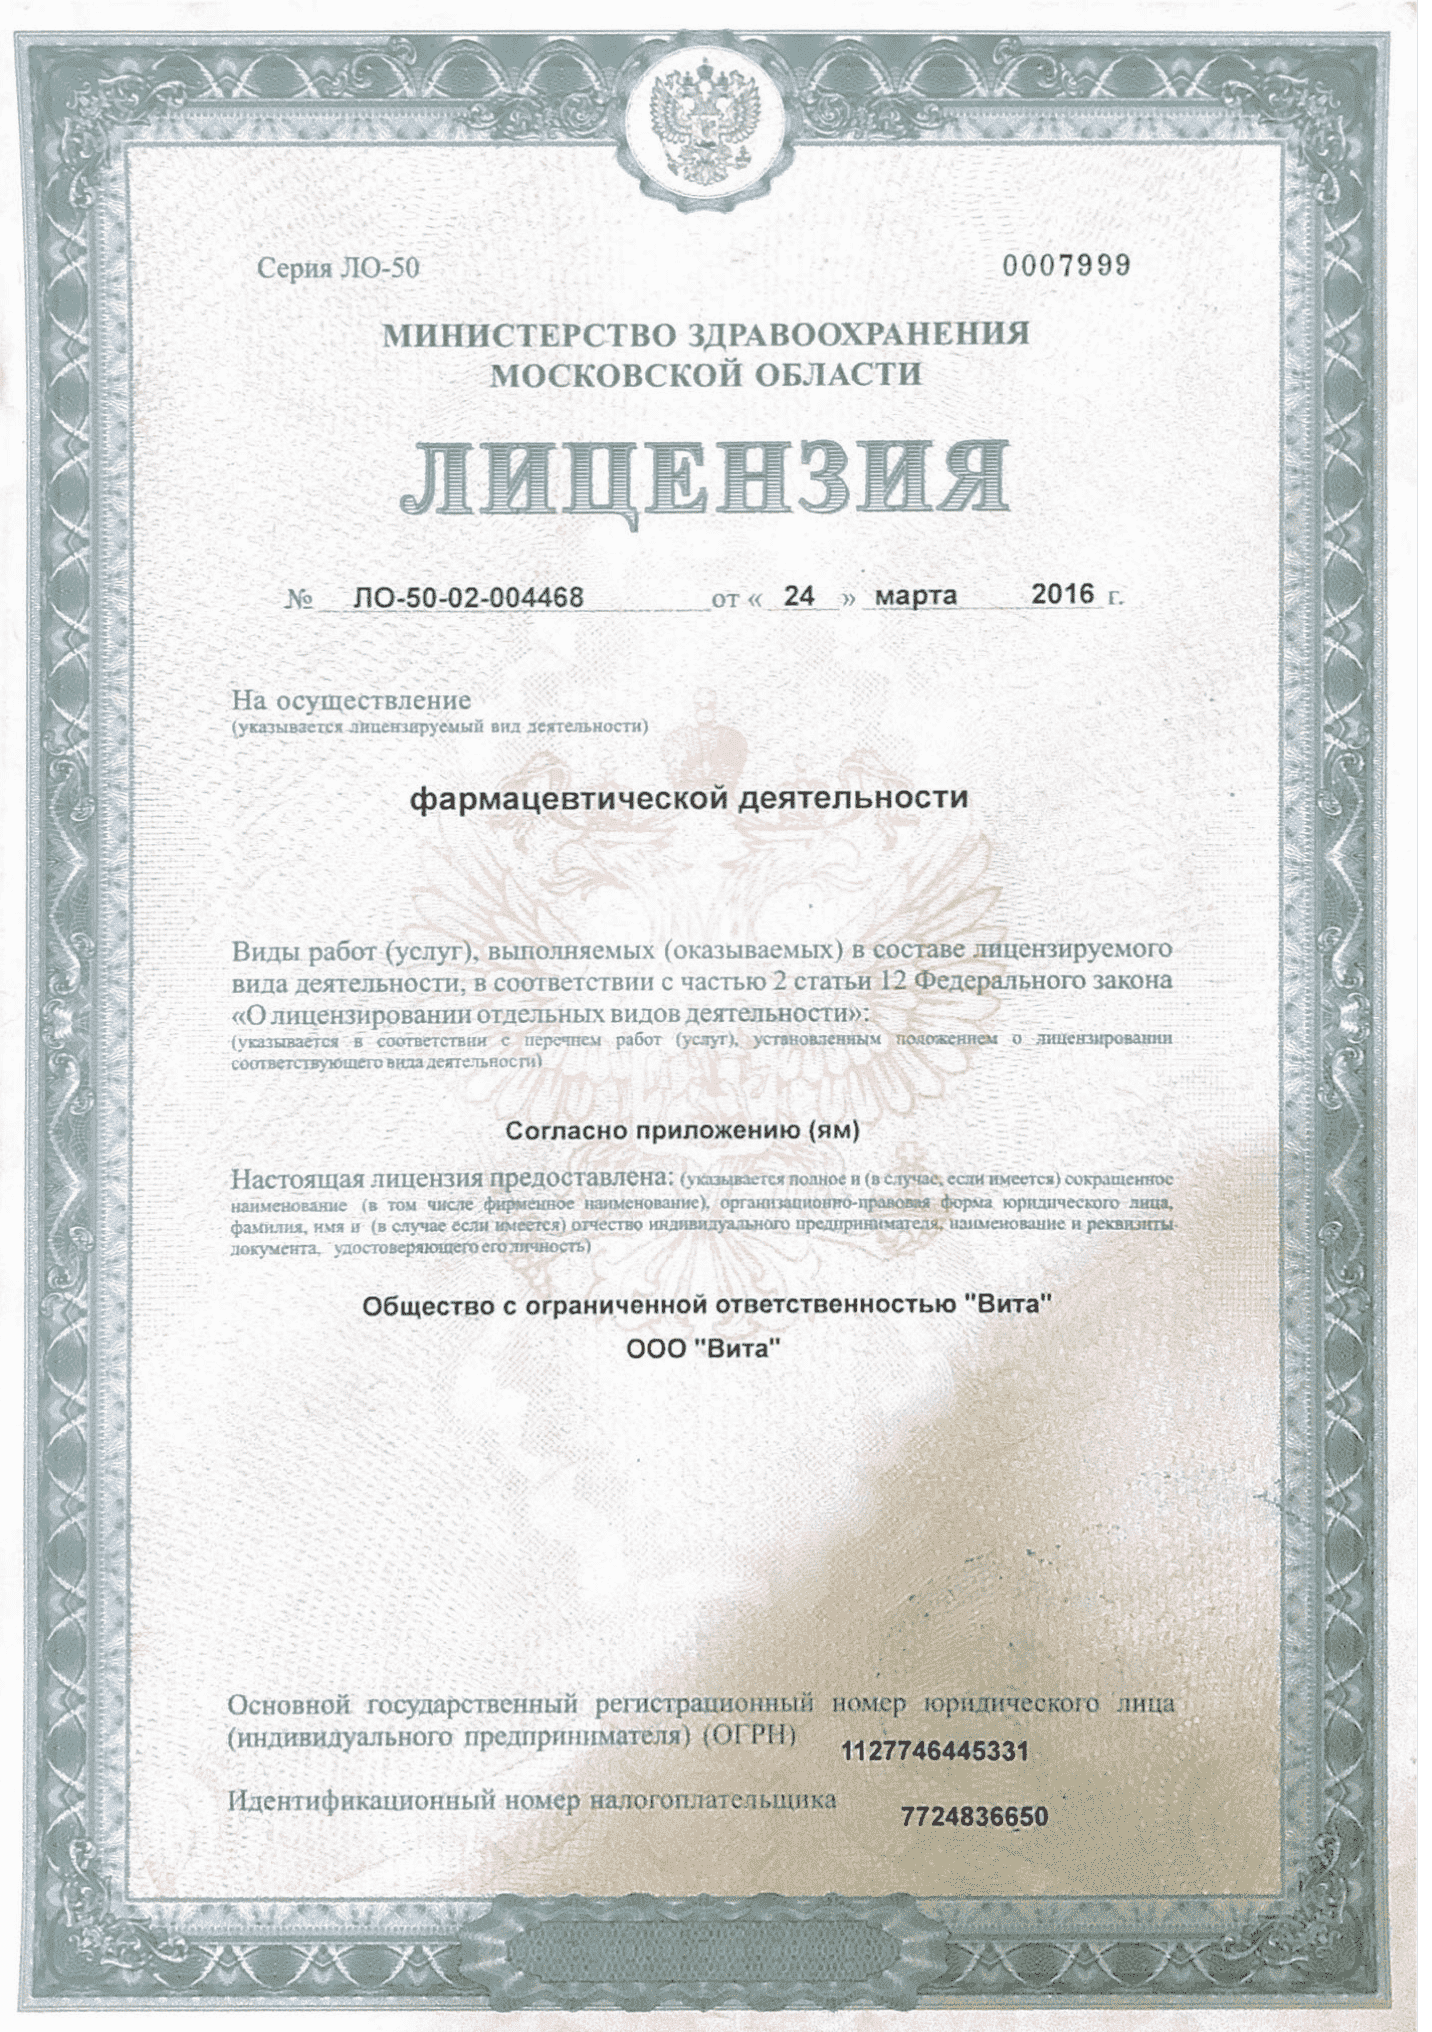 Серия ЛО-50
0007999
МИНИСТЕРСТВО ЗДРАВООХРАНЕНИЯ
МОСКОВСКОЙ ОБЛАСТИ
ЛИЦЕНЗИЯ
№ ЛО-50-02-004468 от « 24 » марта 2016 г.
На осуществление
(указывается лицензируемый вид деятельности)
фармацевтической деятельности
Виды работ (услуг), выполняемых (оказываемых) в составе лицензируемого
вида деятельности, в соответствии с частью 2 статьи 12 Федерального закона
«О лицензировании отдельных видов деятельности»:
(указывается в соответствии с перечнем работ (услуг), установленным положением о лицензировании
соответствующего вида деятельности)
Согласно приложению (ям)
Настоящая лицензия предоставлена: (указывается полное и (в случае, если имеется) сокращенное
наименование (в том числе фирменное наименование), организационно-правовая форма юридического лица,
фамилия, имя и (в случае если имеется) отчество индивидуального предпринимателя, наименование и реквизиты
документа, удостоверяющего его личность)
Общество с ограниченной ответственностью "Вита"
ООО "Вита"
Основной государственный регистрационный номер юридического лица
(индивидуального предпринимателя) (ОГРН) 1127746445331
Идентификационный номер налогоплательщика 7724836650